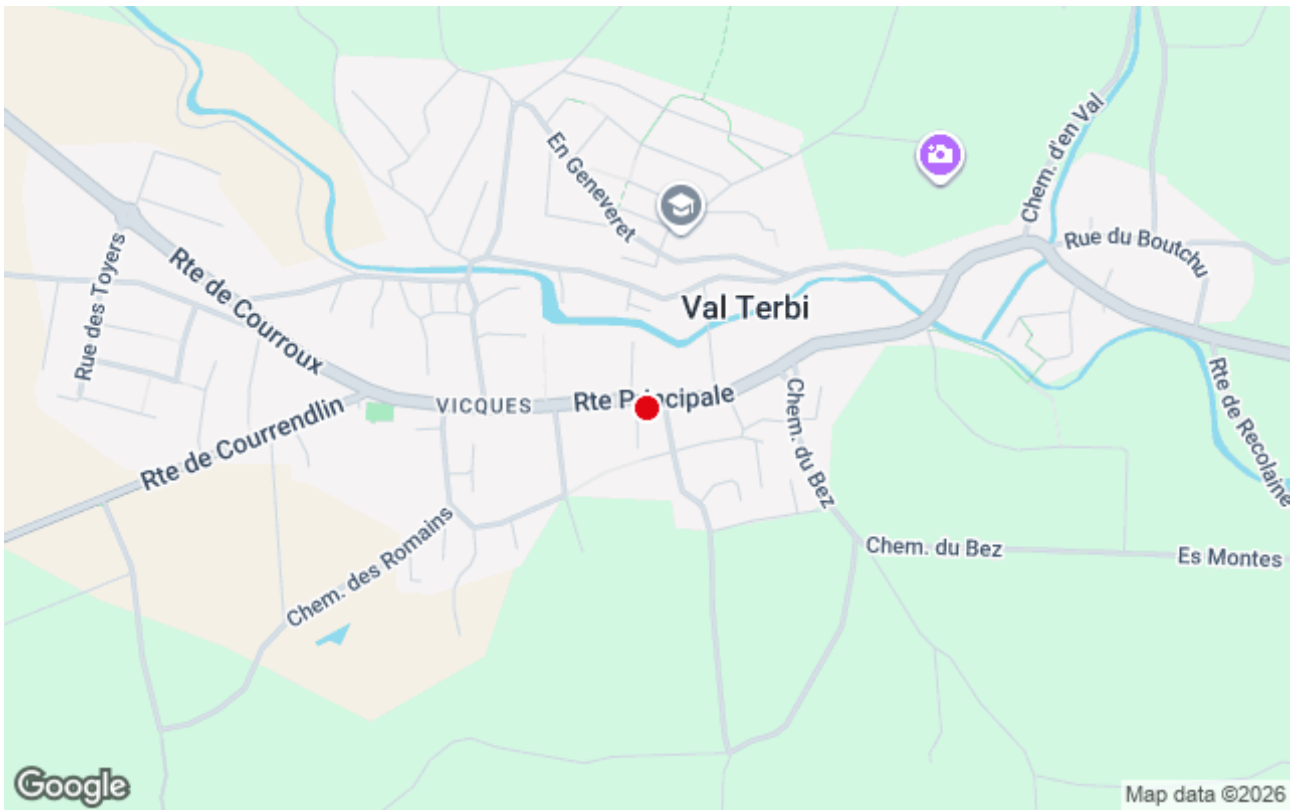 Chem. d'en Val
En Geneveret
Rue du Boutchu
Rue des Toyers
Rte de Courroux
Val Terbi
Rte Principale
VICQUES
Rte de Courrendlin
Chem. du Bez
Rte de Recolaine
Chem. des Romains
Chem. du Bez
Es Montes
Google
Map data ©2026